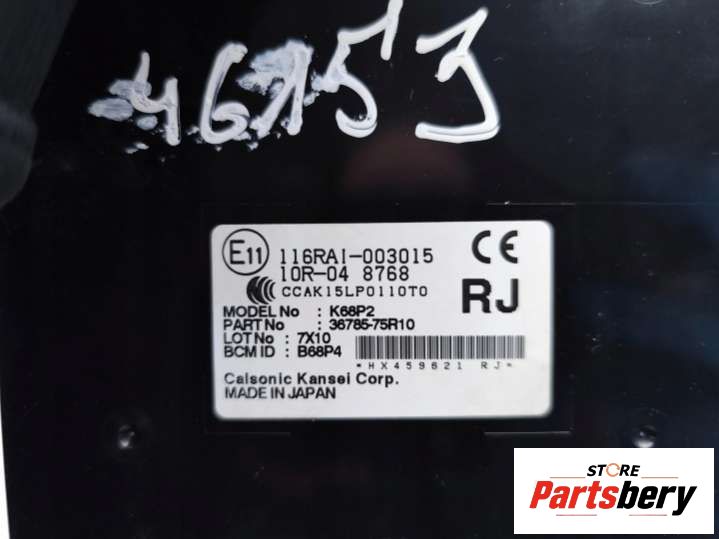 46153
E11 116RAI-003015 CE
10R-04 8768
CCAK15LP0110T0 RJ
MODEL No : K68P2
PART No : 36785-75R10
LOT No : 7X10
BCM ID : B68P4
*HX459621 RJ*
Calsonic Kansei Corp.
MADE IN JAPAN
STORE
Partsbery